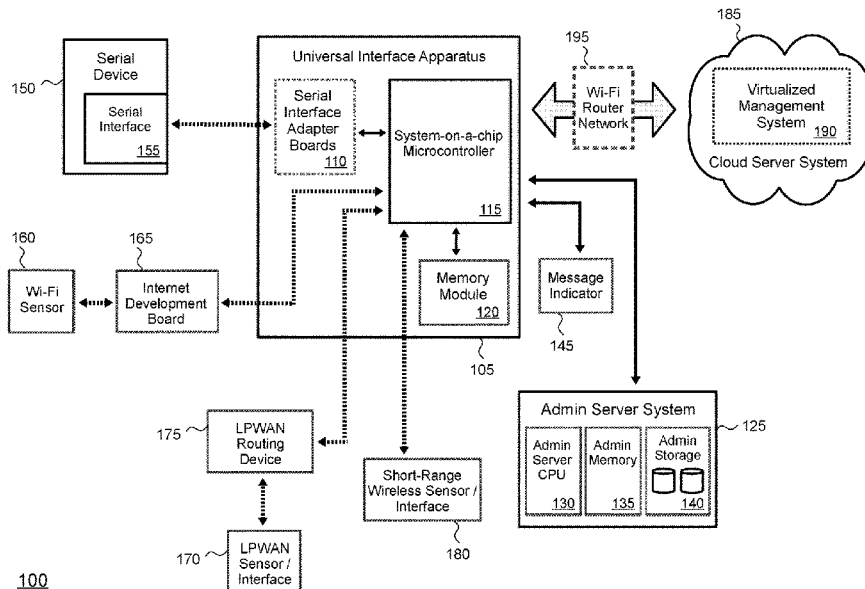 185
195
Universal Interface Apparatus
Serial
Device
150
Serial
Interface
155
Serial
Interface
Adapter
Boards
110
System-on-a-chip
Microcontroller
115
Wi-Fi
Router
Network
Virtualized
Management
System
190
Cloud Server System
160
165
Wi-Fi
Sensor
Internet
Development
Board
Memory
Module
120
Message
Indicator
145
105
Admin Server System
125
Admin
Server
CPU
130
Admin
Memory
135
Admin
Storage
140
175
LPWAN
Routing
Device
Short-Range
Wireless Sensor /
Interface
180
170
LPWAN
Sensor /
Interface
100